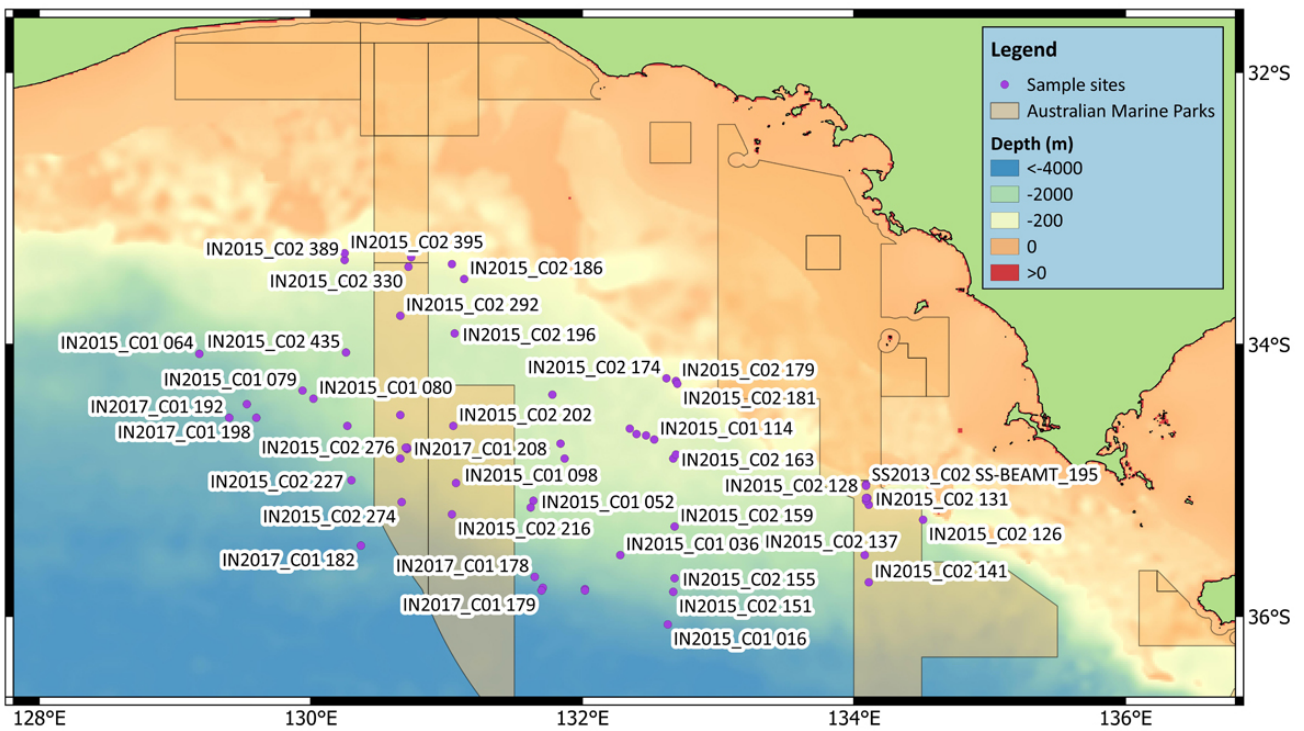 Legend
Sample sites
Australian Marine Parks
Depth (m)
<-4000
-2000
-200
0
>0
32°S
34°S
36°S
IN2015_C02 389
IN2015_C02 395
IN2015_C02 330
IN2015_C02 186
IN2015_C02 292
IN2015_C02 196
IN2015_C01 064
IN2015_C02 435
IN2015_C02 174
IN2015_C02 179
IN2015_C01 079
IN2015_C01 080
IN2015_C02 181
IN2017_C01 192
IN2015_C02 202
IN2017_C01 198
IN2015_C01 114
IN2015_C02 276
IN2017_C01 208
IN2015_C02 163
IN2015_C02 227
IN2015_C01 098
IN2015_C02 128
SS2013_C02 SS-BEAMT_195
IN2015_C01 052
IN2015_C02 131
IN2015_C02 274
IN2015_C02 216
IN2015_C02 159
IN2015_C02 126
IN2015_C01 036
IN2015_C02 137
IN2017_C01 182
IN2017_C01 178
IN2015_C02 155
IN2015_C02 141
IN2017_C01 179
IN2015_C02 151
IN2015_C01 016
128°E
130°E
132°E
134°E
136°E